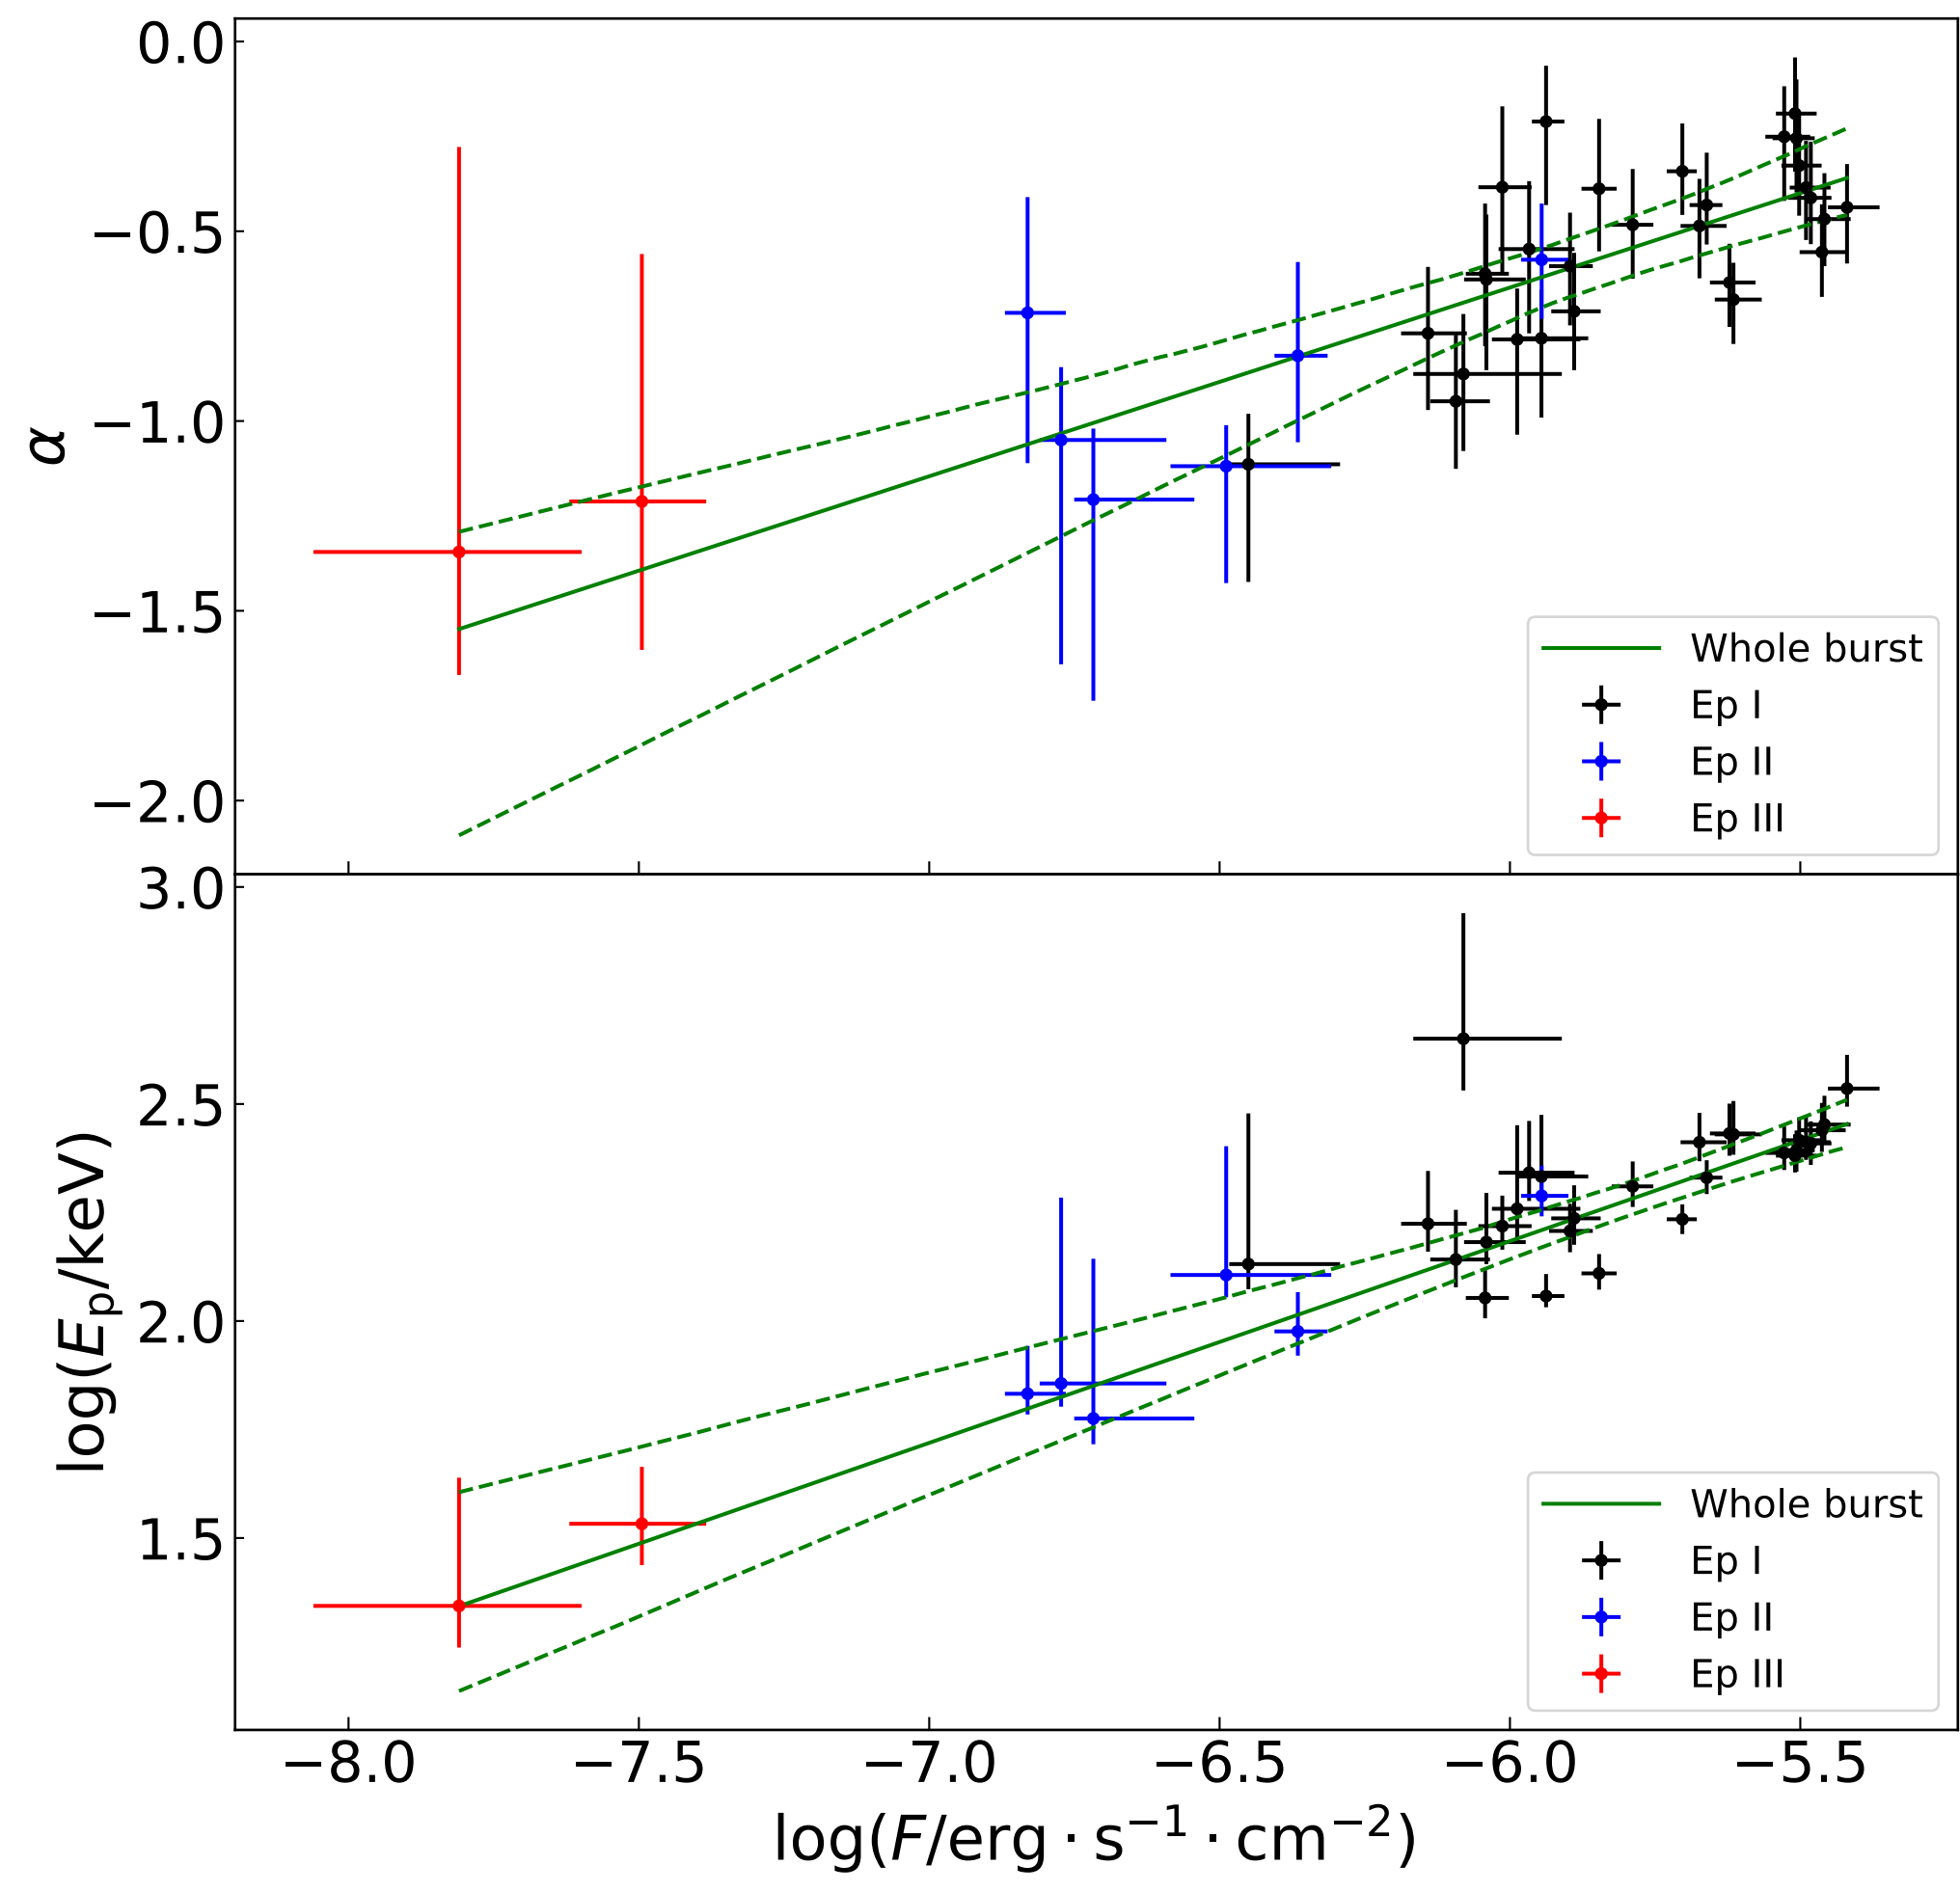 0.0
−0.5
−1.0
−1.5
−2.0
α
Whole burst
Ep I
Ep II
Ep III
3.0
2.5
2.0
1.5
log(Eₚ/keV)
Whole burst
Ep I
Ep II
Ep III
−8.0 −7.5 −7.0 −6.5 −6.0 −5.5
log(F/erg · s⁻¹ · cm⁻²)